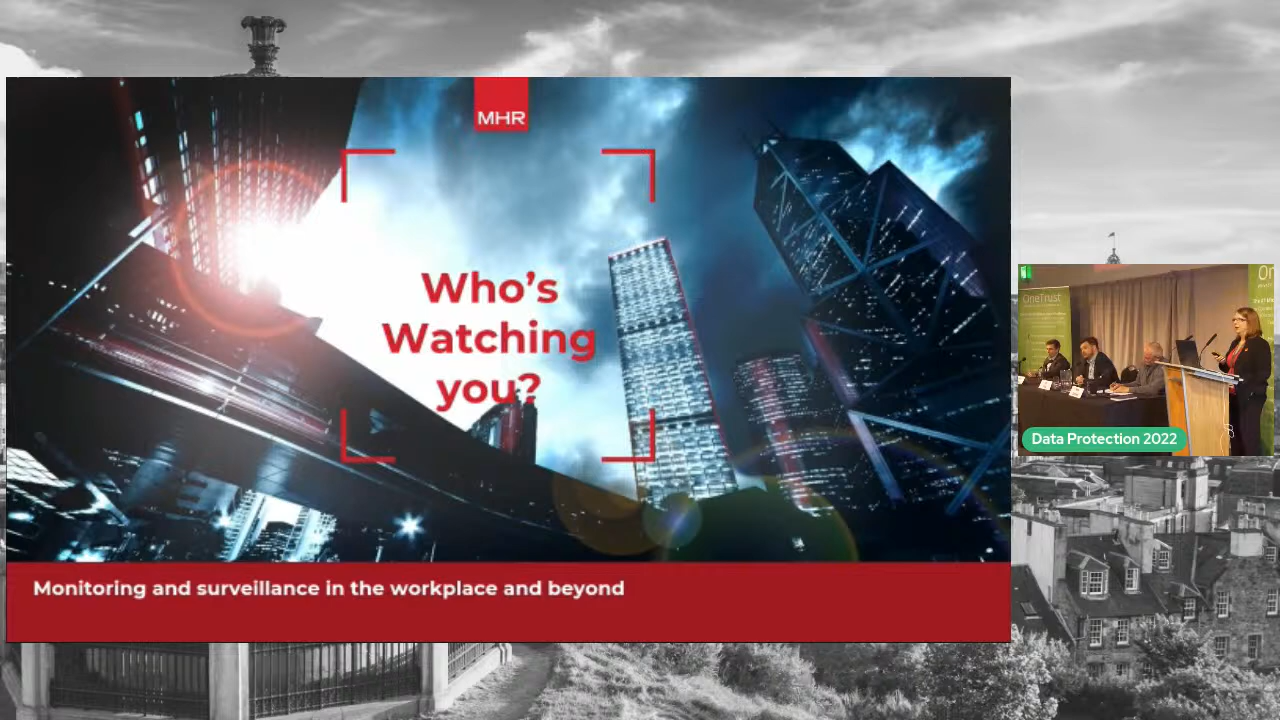 MHR
Who's
Watching
you?
Monitoring and surveillance in the workplace and beyond
OneTrust
Data Protection 2022